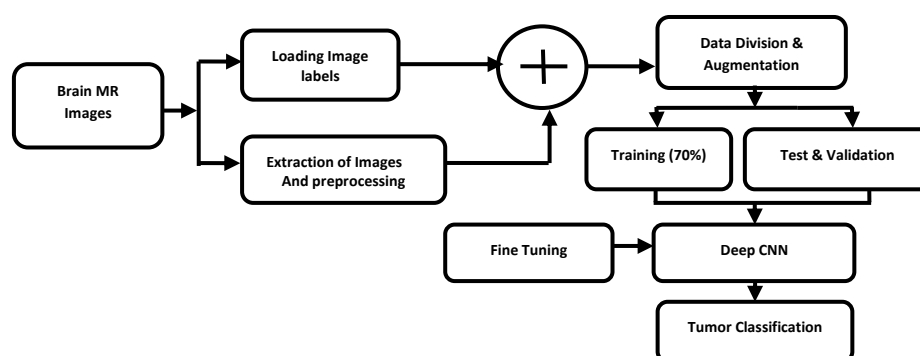 Brain MR
Images
Loading Image
labels
Extraction of Images
And preprocessing
Data Division &
Augmentation
Training (70%)
Test & Validation
Fine Tuning
Deep CNN
Tumor Classification